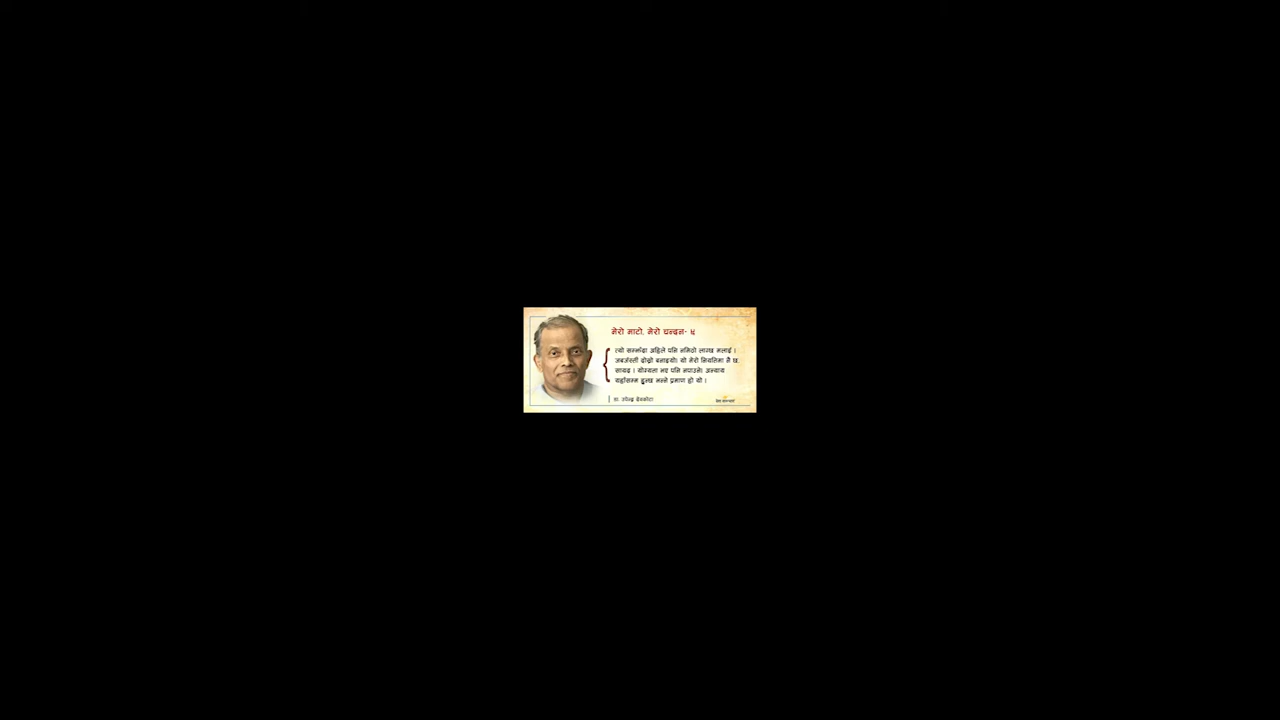 मेरो माटो, मेरो चन्दन- ५
त्यो सम्झँदा अहिले पनि नमिठो लाग्छ मलाई ।
जबर्जस्ती दोस्रो बनाइयो। यो मेरो नियतिमा नै छ,
सायद । योग्यता भए पनि नपाउने। अन्याय
यहाँसम्म हुन्छ भन्ने प्रमाण हो यो ।
डा. उपेन्द्र देवकोटा